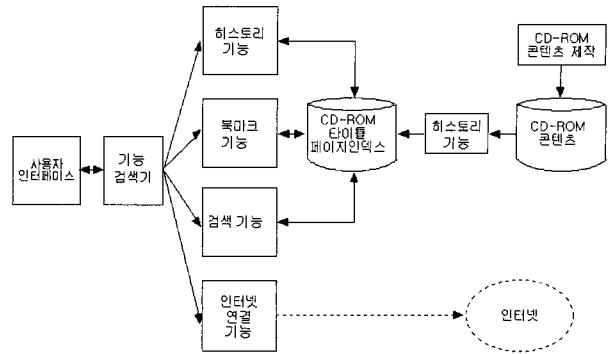 히스토리
기능
CD-ROM
콘텐츠 제작
북마크
기능
CD-ROM
타이틀
페이지인덱스
히스토리
기능
CD-ROM
콘텐츠
사용자
인터페이스
기능
검색기
검색 기능
인터넷
연결
기능
인터넷